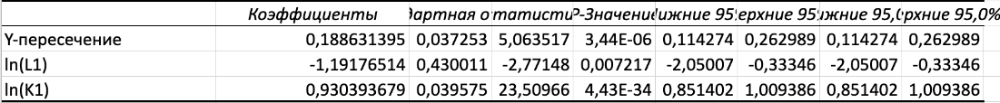 Коэффициенты дартная о татисти Р-Значение ижние 95 ерхние 95 ижние 95,0 рхние 95,0%
Y-пересечение 0,188631395 0,037253 5,063517 3,44E-06 0,114274 0,262989 0,114274 0,262989
ln(L1) -1,19176514 0,430011 -2,77148 0,007217 -2,05007 -0,33346 -2,05007 -0,33346
ln(K1) 0,930393679 0,039575 23,50966 4,43E-34 0,851402 1,009386 0,851402 1,009386